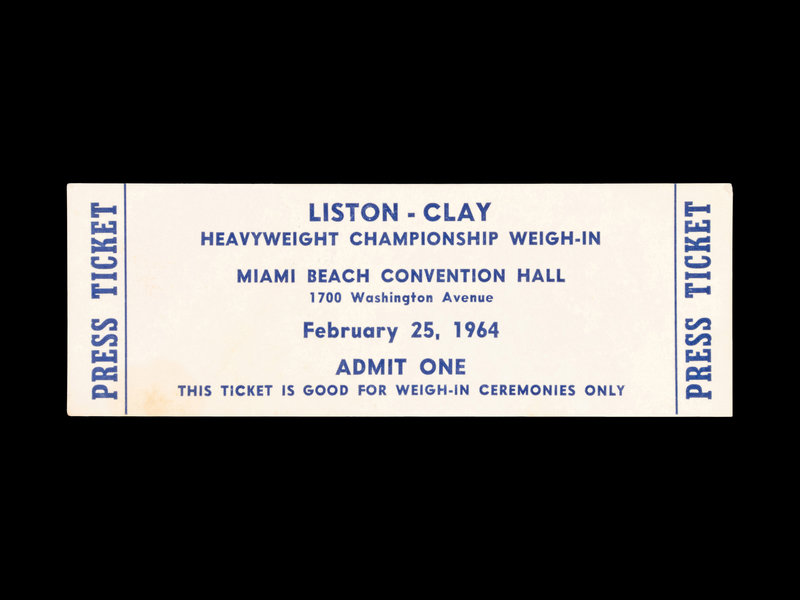 PRESS TICKET
LISTON - CLAY
HEAVYWEIGHT CHAMPIONSHIP WEIGH-IN
MIAMI BEACH CONVENTION HALL
1700 Washington Avenue
February 25, 1964
ADMIT ONE
THIS TICKET IS GOOD FOR WEIGH-IN CEREMONIES ONLY
PRESS TICKET